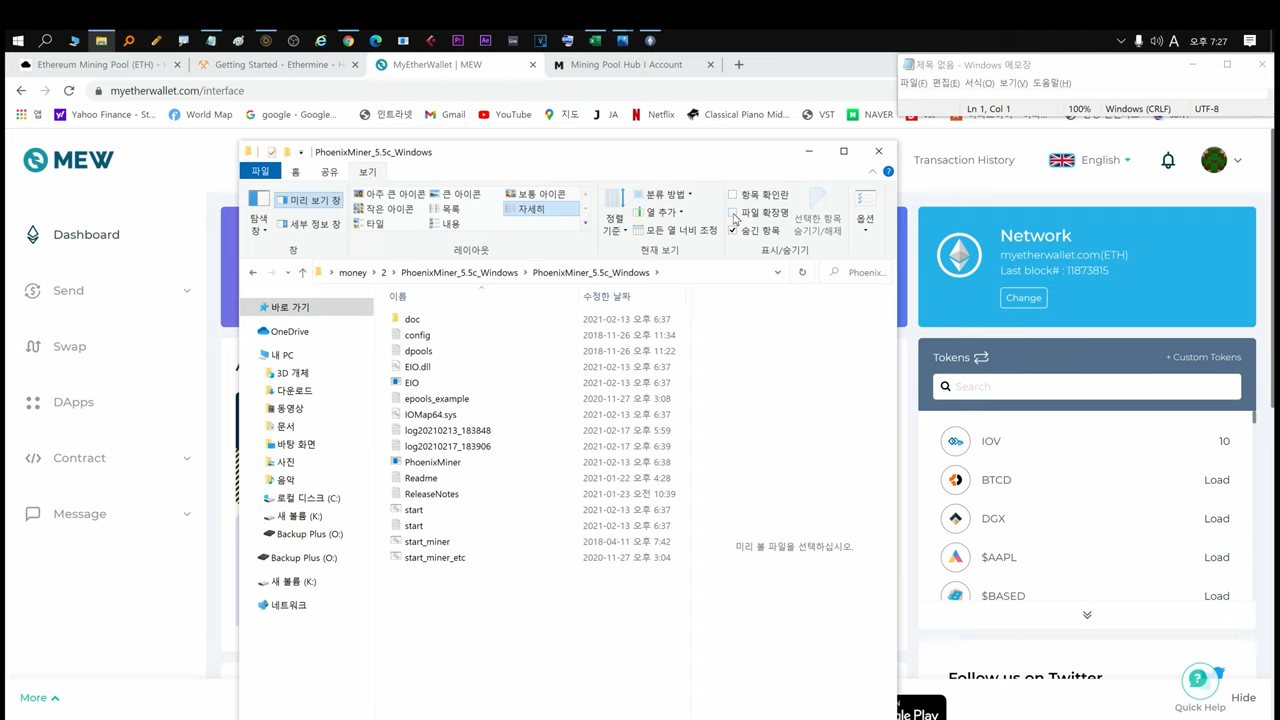 오후 7:27
Ethereum Mining Pool (ETH) -
Getting Started - Ethermine - H
MyEtherWallet | MEW
Mining Pool Hub I Account
제목 없음 - Windows 메모장
파일(F) 편집(E) 서식(O) 보기(V) 도움말(H)
Ln 1, Col 1 100% Windows (CRLF) UTF-8
myetherwallet.com/interface
앱 Yahoo Finance - St... World Map google - Google... 인트라넷 Gmail YouTube 지도 JA Netflix Classical Piano Mid... VST NAVER
MEW
Transaction History
English
Dashboard
Send
Swap
DApps
Contract
Message
More
PhoenixMiner_5.5c_Windows
파일 홈 공유 보기
탐색 창
미리 보기 창
세부 정보 창
창
아주 큰 아이콘 큰 아이콘 보통 아이콘
작은 아이콘 목록 자세히
타일 내용
레이아웃
정렬 기준
분류 방법
열 추가
모든 열 너비 조정
현재 보기
항목 확인란
파일 확장명
숨긴 항목
선택한 항목
숨기기/해제
표시/숨기기
옵션
money 2 PhoenixMiner_5.5c_Windows PhoenixMiner_5.5c_Windows
Phoenix...
바로 가기
OneDrive
내 PC
3D 개체
다운로드
동영상
문서
바탕 화면
사진
음악
로컬 디스크 (C:)
새 볼륨 (K:)
Backup Plus (O:)
Backup Plus (O:)
새 볼륨 (K:)
네트워크
이름 수정한 날짜
doc 2021-02-13 오후 6:37
config 2018-11-26 오후 11:34
dpools 2018-11-26 오후 11:22
EIO.dll 2021-02-13 오후 6:37
EIO 2021-02-13 오후 6:37
epools_example 2020-11-27 오후 3:08
IOMap64.sys 2021-02-13 오후 6:37
log20210213_183848 2021-02-17 오후 5:59
log20210217_183906 2021-02-17 오후 6:39
PhoenixMiner 2021-02-13 오후 6:38
Readme 2021-01-22 오후 4:28
ReleaseNotes 2021-01-23 오전 10:39
start 2021-02-13 오후 6:37
start 2021-02-13 오후 6:37
start_miner 2018-04-11 오후 7:42
start_miner_etc 2020-11-27 오후 3:04
미리 볼 파일을 선택하십시오.
Network
myetherwallet.com(ETH)
Last block# : 11873815
Change
Tokens
+ Custom Tokens
Search
IOV 10
BTCD Load
DGX Load
$AAPL Load
$BASED Load
Follow us on Twitter
Quick Help
Hide
gle Play